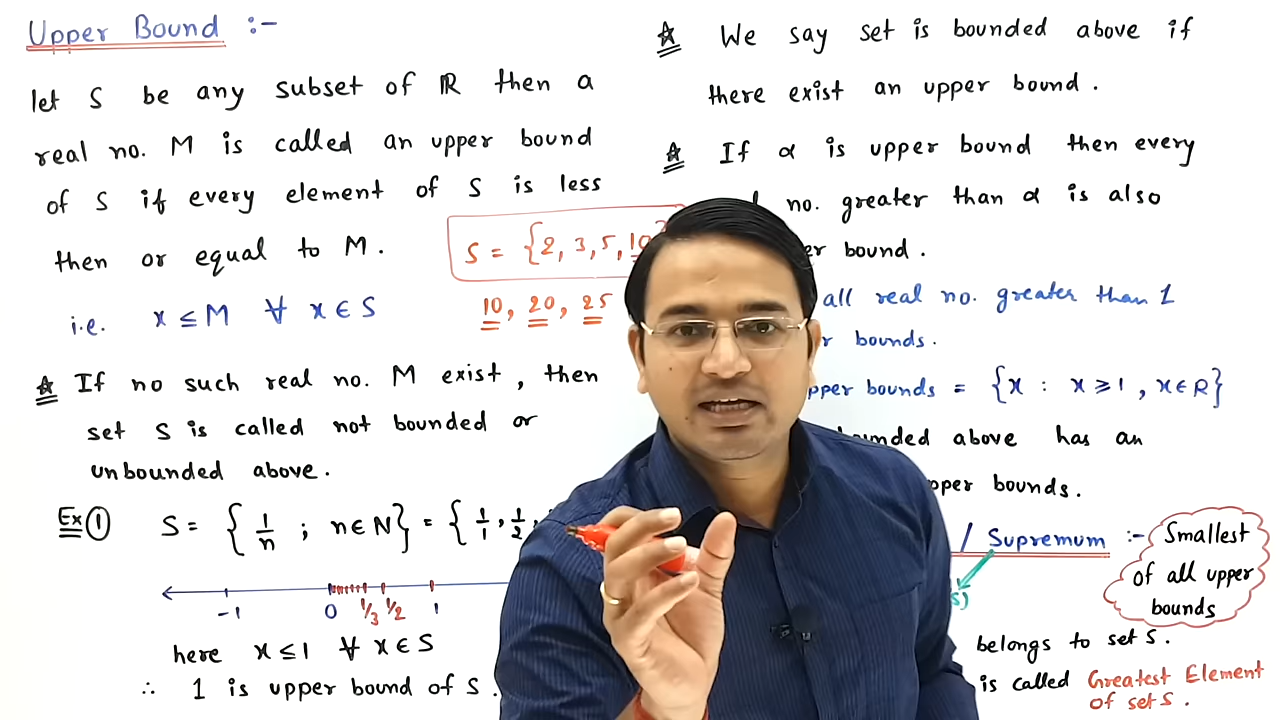 Upper Bound :-
let S be any subset of ℝ then a
real no. M is called an upper bound
of S if every element of S is less
then or equal to M.
i.e. x ≤ M ∀ x ∈ S
S = {2, 3, 5, 10
10, 20, 25
☆ If no such real no. M exist, then
set S is called not bounded or
unbounded above.
Ex ① S = { 1/n ; n ∈ N } = { 1/1, 1/2,
-1 0 1/3 1/2 1
here x ≤ 1 ∀ x ∈ S
∴ 1 is upper bound of S.
☆ We say set is bounded above if
there exist an upper bound.
☆ If α is upper bound then every
no. greater than α is also
bound.
all real no. greater than 1
bounds.
bounds = {x : x ≥ 1, x ∈ R}
above has an
bounds.
/ Supremum :-
Smallest
of all upper
bounds
belongs to set S.
is called Greatest Element
of set S.